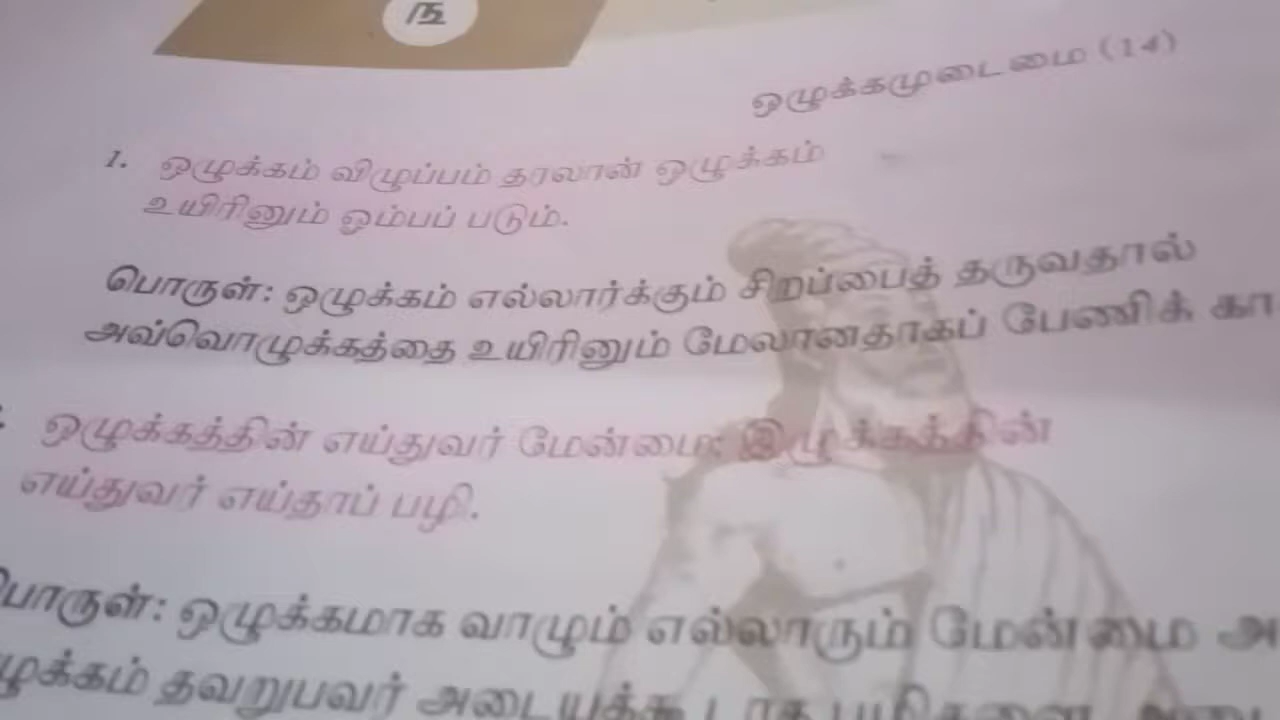 ஒழுக்கமுடைமை (14)
1. ஒழுக்கம் விழுப்பம் தரலான் ஒழுக்கம்
உயிரினும் ஓம்பப் படும்.
பொருள்: ஒழுக்கம் எல்லார்க்கும் சிறப்பைத் தருவதால்
அவ்வொழுக்கத்தை உயிரினும் மேலானதாகப் பேணிக் கா
ஒழுக்கத்தின் எய்துவர் மேன்மை; இழுக்கத்தின்
எய்துவர் எய்தாப் பழி.
பொருள்: ஒழுக்கமாக வாழும் எல்லாரும் மேன்மை அ
ழுக்கம் தவறுபவர்